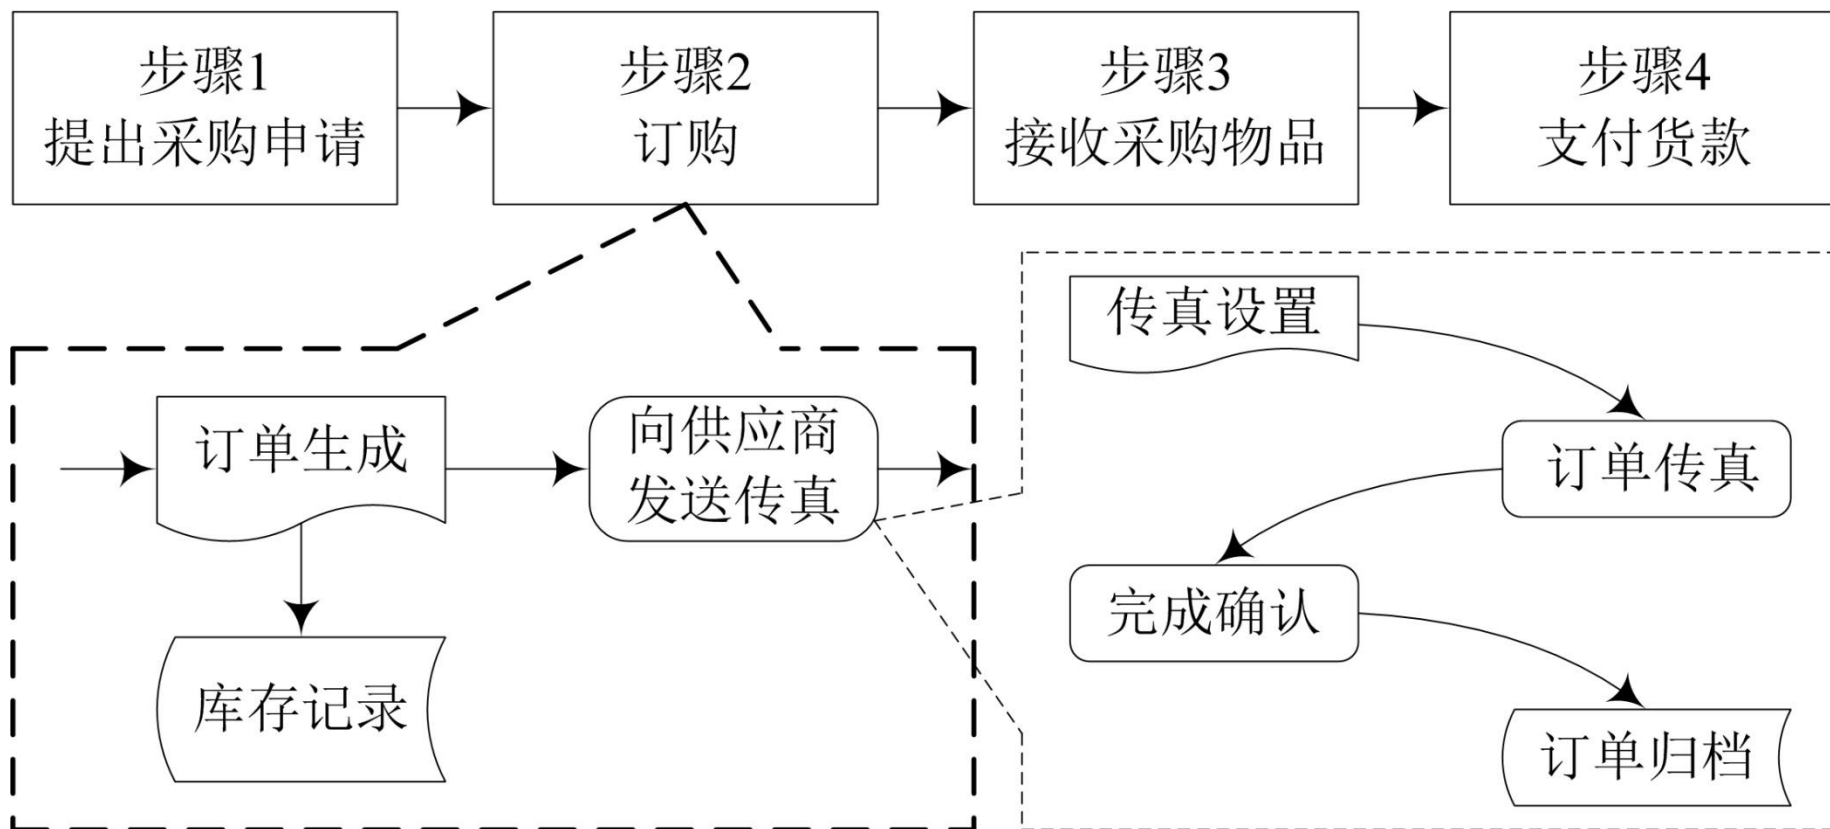 步骤1
提出采购申请
步骤2
订购
步骤3
接收采购物品
步骤4
支付货款
订单生成
向供应商
发送传真
库存记录
传真设置
订单传真
完成确认
订单归档